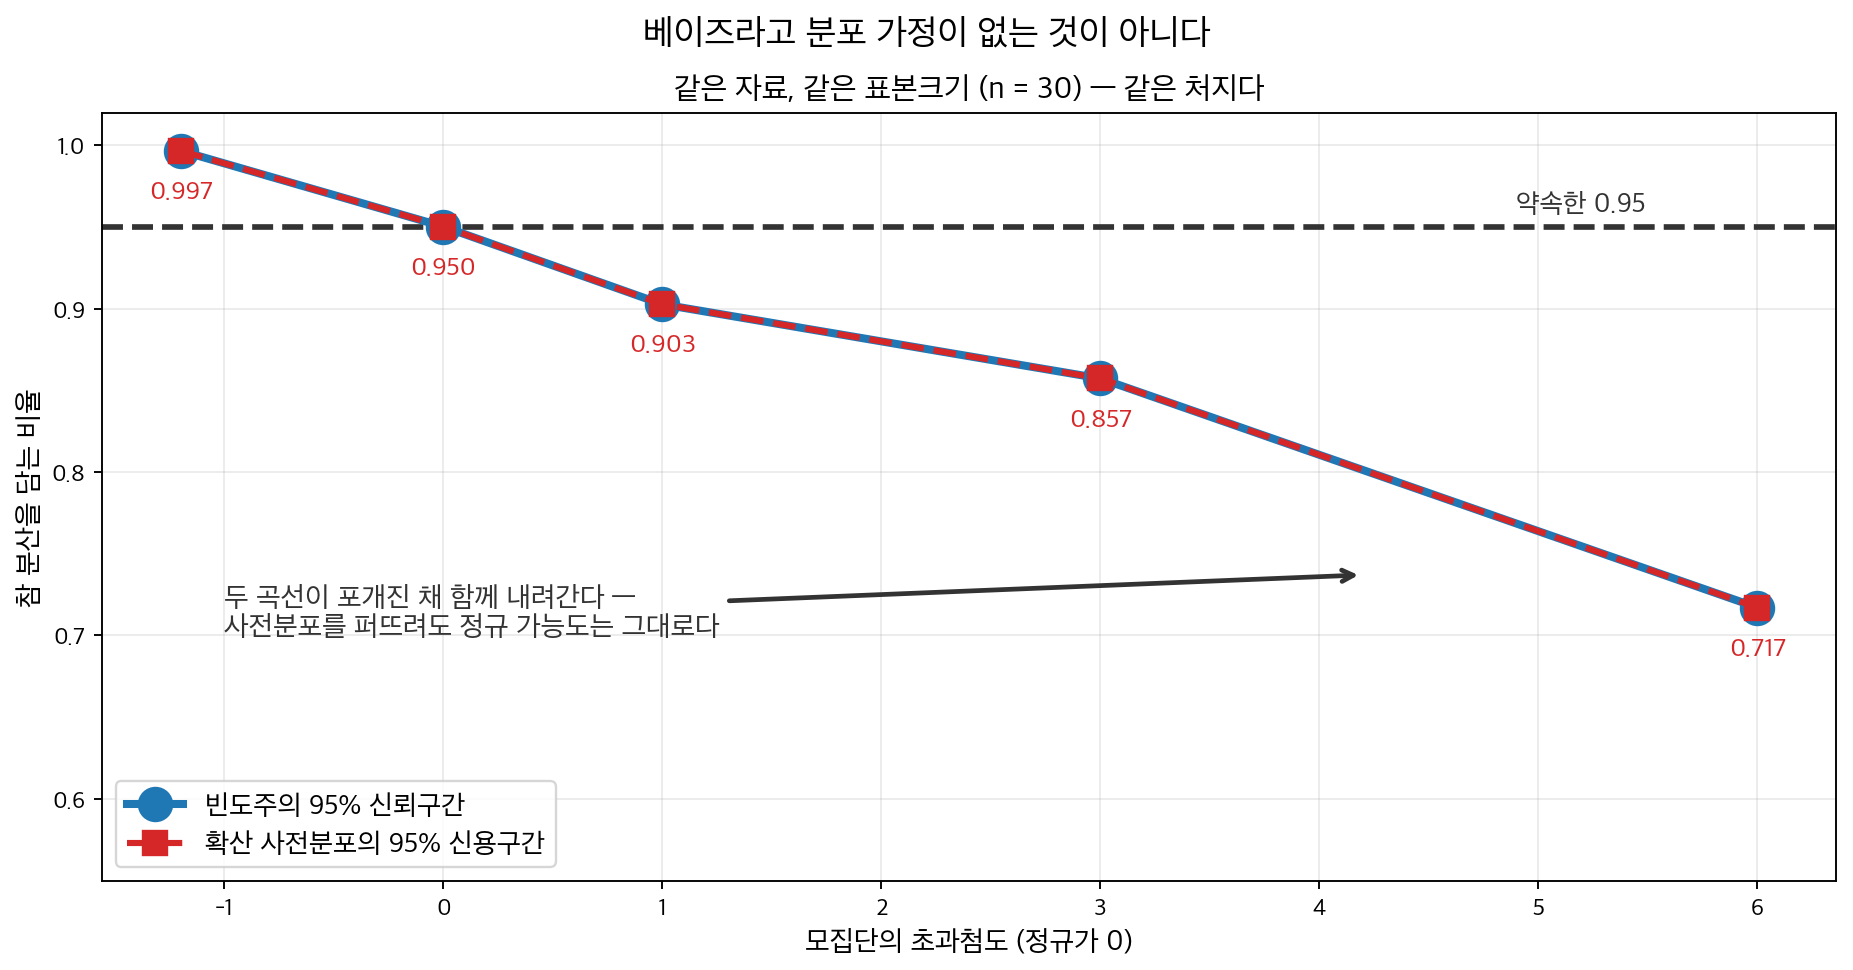 베이즈라고 분포 가정이 없는 것이 아니다
같은 자료, 같은 표본크기 (n = 30) — 같은 처지다
1.0
0.9
0.8
0.7
0.6
참 분산을 담는 비율
0.997
0.950
0.903
0.857
0.717
약속한 0.95
두 곡선이 포개진 채 함께 내려간다 —
사전분포를 퍼뜨려도 정규 가능도는 그대로다
빈도주의 95% 신뢰구간
확산 사전분포의 95% 신용구간
-1
0
1
2
3
4
5
6
모집단의 초과첨도 (정규가 0)